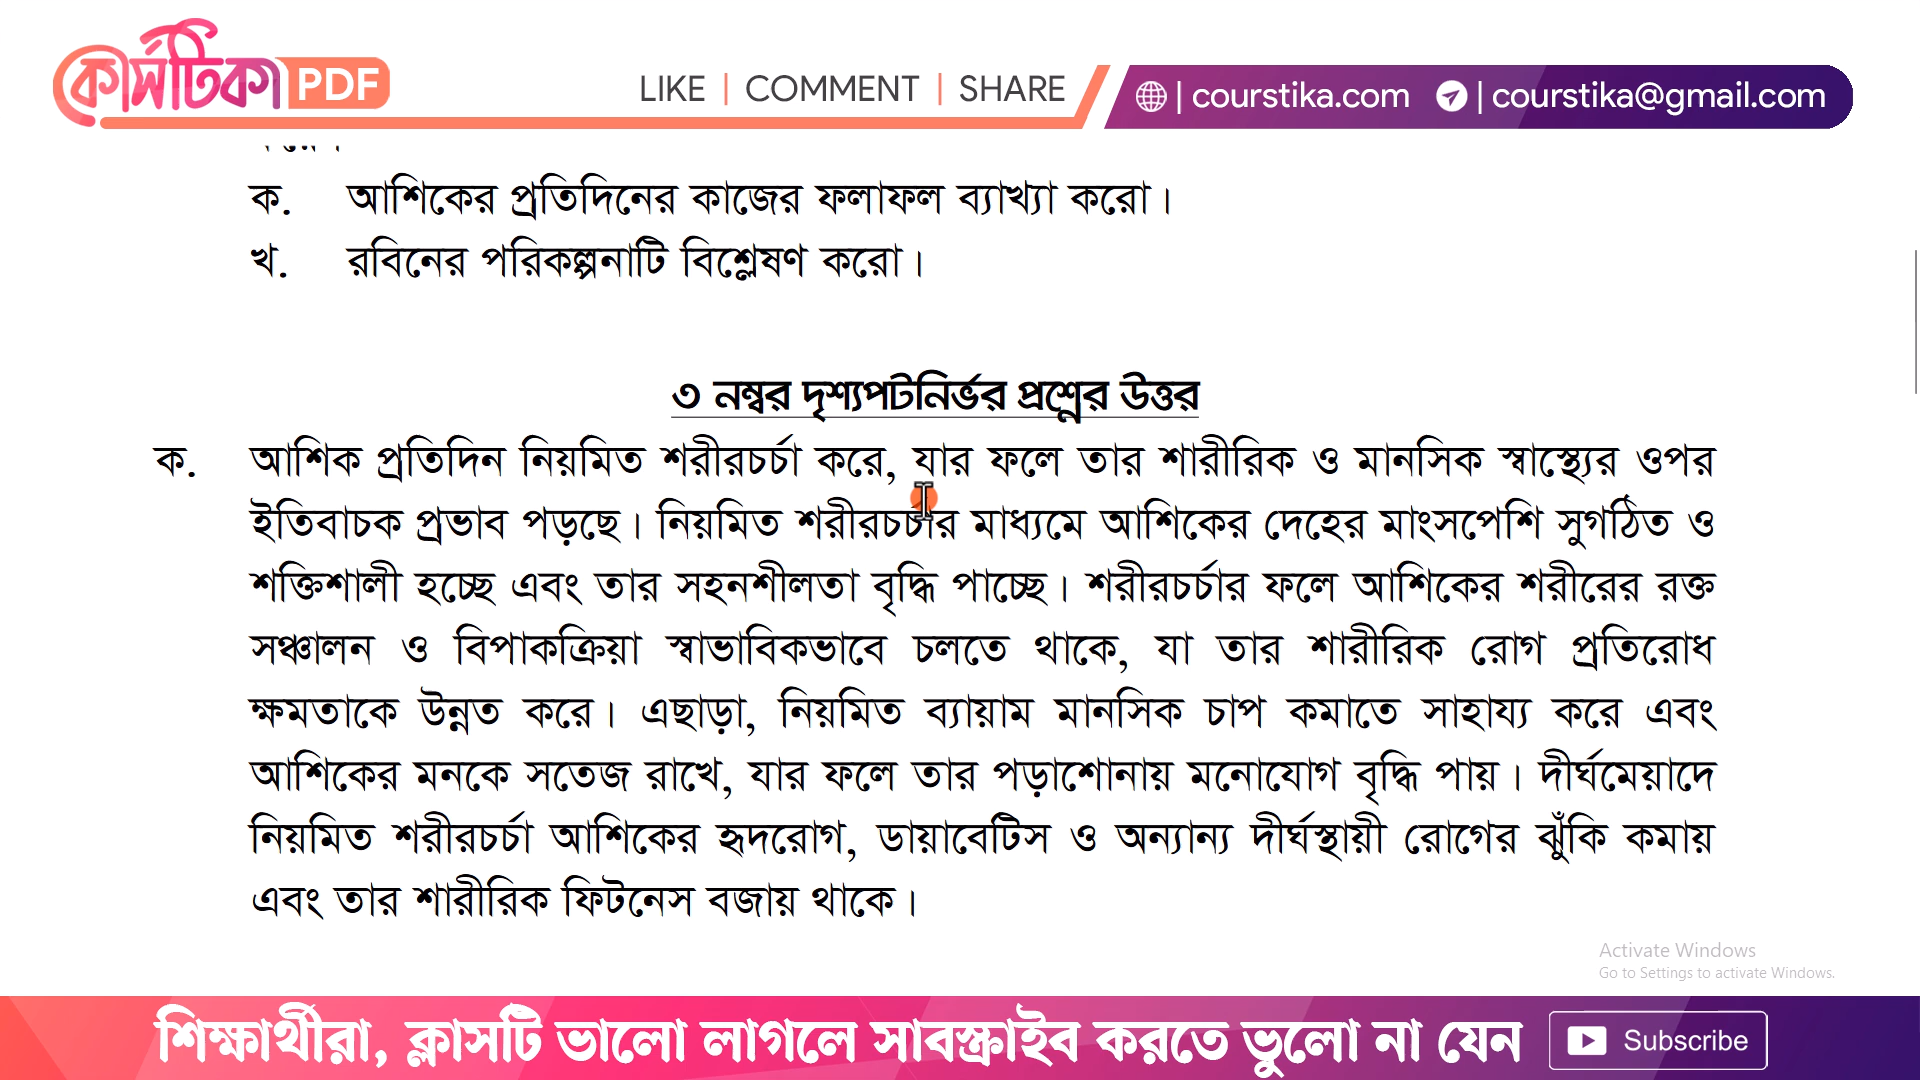 কোর্সটিকা PDF
LIKE | COMMENT | SHARE
| courstika.com | courstika@gmail.com
ক. আশিকের প্রতিদিনের কাজের ফলাফল ব্যাখ্যা করো।
খ. রবিনের পরিকল্পনাটি বিশ্লেষণ করো।
৩ নম্বর দৃশ্যপটনির্ভর প্রশ্নের উত্তর
ক. আশিক প্রতিদিন নিয়মিত শরীরচর্চা করে, যার ফলে তার শারীরিক ও মানসিক স্বাস্থ্যের ওপর
ইতিবাচক প্রভাব পড়ছে। নিয়মিত শরীরচর্চার মাধ্যমে আশিকের দেহের মাংসপেশি সুগঠিত ও
শক্তিশালী হচ্ছে এবং তার সহনশীলতা বৃদ্ধি পাচ্ছে। শরীরচর্চার ফলে আশিকের শরীরের রক্ত
সঞ্চালন ও বিপাকক্রিয়া স্বাভাবিকভাবে চলতে থাকে, যা তার শারীরিক রোগ প্রতিরোধ
ক্ষমতাকে উন্নত করে। এছাড়া, নিয়মিত ব্যায়াম মানসিক চাপ কমাতে সাহায্য করে এবং
আশিকের মনকে সতেজ রাখে, যার ফলে তার পড়াশোনায় মনোযোগ বৃদ্ধি পায়। দীর্ঘমেয়াদে
নিয়মিত শরীরচর্চা আশিকের হৃদরোগ, ডায়াবেটিস ও অন্যান্য দীর্ঘস্থায়ী রোগের ঝুঁকি কমায়
এবং তার শারীরিক ফিটনেস বজায় থাকে।
Activate Windows
Go to Settings to activate Windows.
শিক্ষার্থীরা, ক্লাসটি ভালো লাগলে সাবস্ক্রাইব করতে ভুলো না যেন
Subscribe